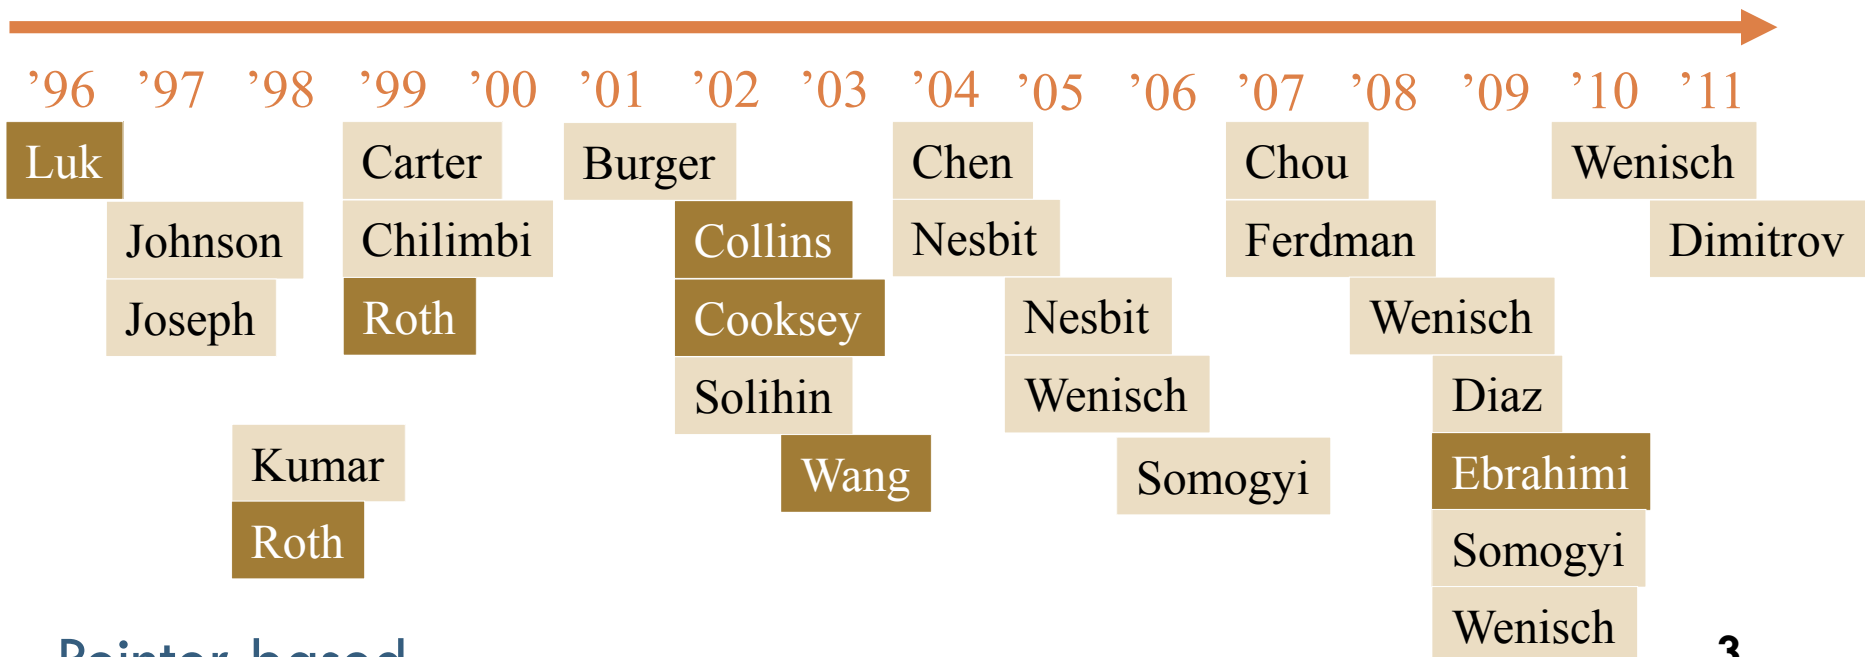 ’96 ’97 ’98 ’99 ’00 ’01 ’02 ’03 ’04 ’05 ’06 ’07 ’08 ’09 ’10 ’11
Luk Carter Burger Chen Chou Wenisch
Johnson Chilimbi Collins Nesbit Ferdman Dimitrov
Joseph Roth Cooksey Nesbit Wenisch
Solihin Wenisch Diaz
Kumar Wang Somogyi Ebrahimi
Roth Somogyi
Wenisch
Pointer-based 3